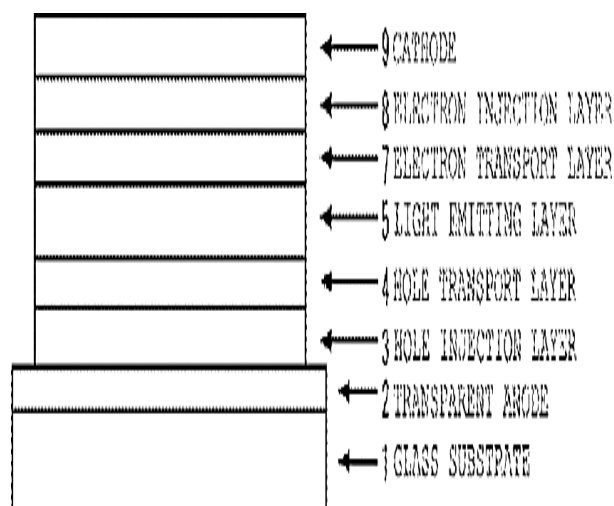 9 CATHODE
8 ELECTRON INJECTION LAYER
7 ELECTRON TRANSPORT LAYER
5 LIGHT EMITTING LAYER
4 HOLE TRANSPORT LAYER
3 HOLE INJECTION LAYER
2 TRANSPARENT ANODE
1 GLASS SUBSTRATE